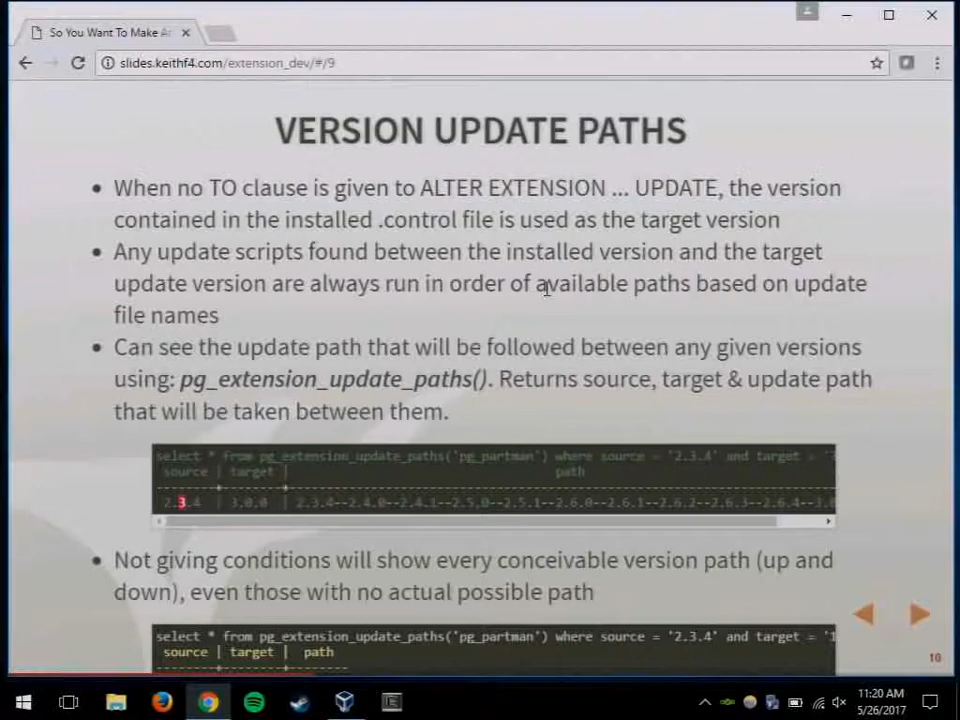 So You Want To Make A
slides.keithf4.com/extension_dev/#/9
VERSION UPDATE PATHS
When no TO clause is given to ALTER EXTENSION ... UPDATE, the version
contained in the installed .control file is used as the target version
Any update scripts found between the installed version and the target
update version are always run in order of available paths based on update
file names
Can see the update path that will be followed between any given versions
using: pg_extension_update_paths(). Returns source, target & update path
that will be taken between them.
select * from pg_extension_update_paths('pg_partman') where source = '2.3.4' and target = '
source | target | path
2.3.4 | 3.0.0 | 2.3.4--2.4.0--2.4.1--2.5.0--2.5.1--2.6.0--2.6.1--2.6.2--2.6.3--2.6.4--3.0
Not giving conditions will show every conceivable version path (up and
down), even those with no actual possible path
select * from pg_extension_update_paths('pg_partman') where source = '2.3.4' and target = '1
source | target | path
10
11:20 AM
5/26/2017